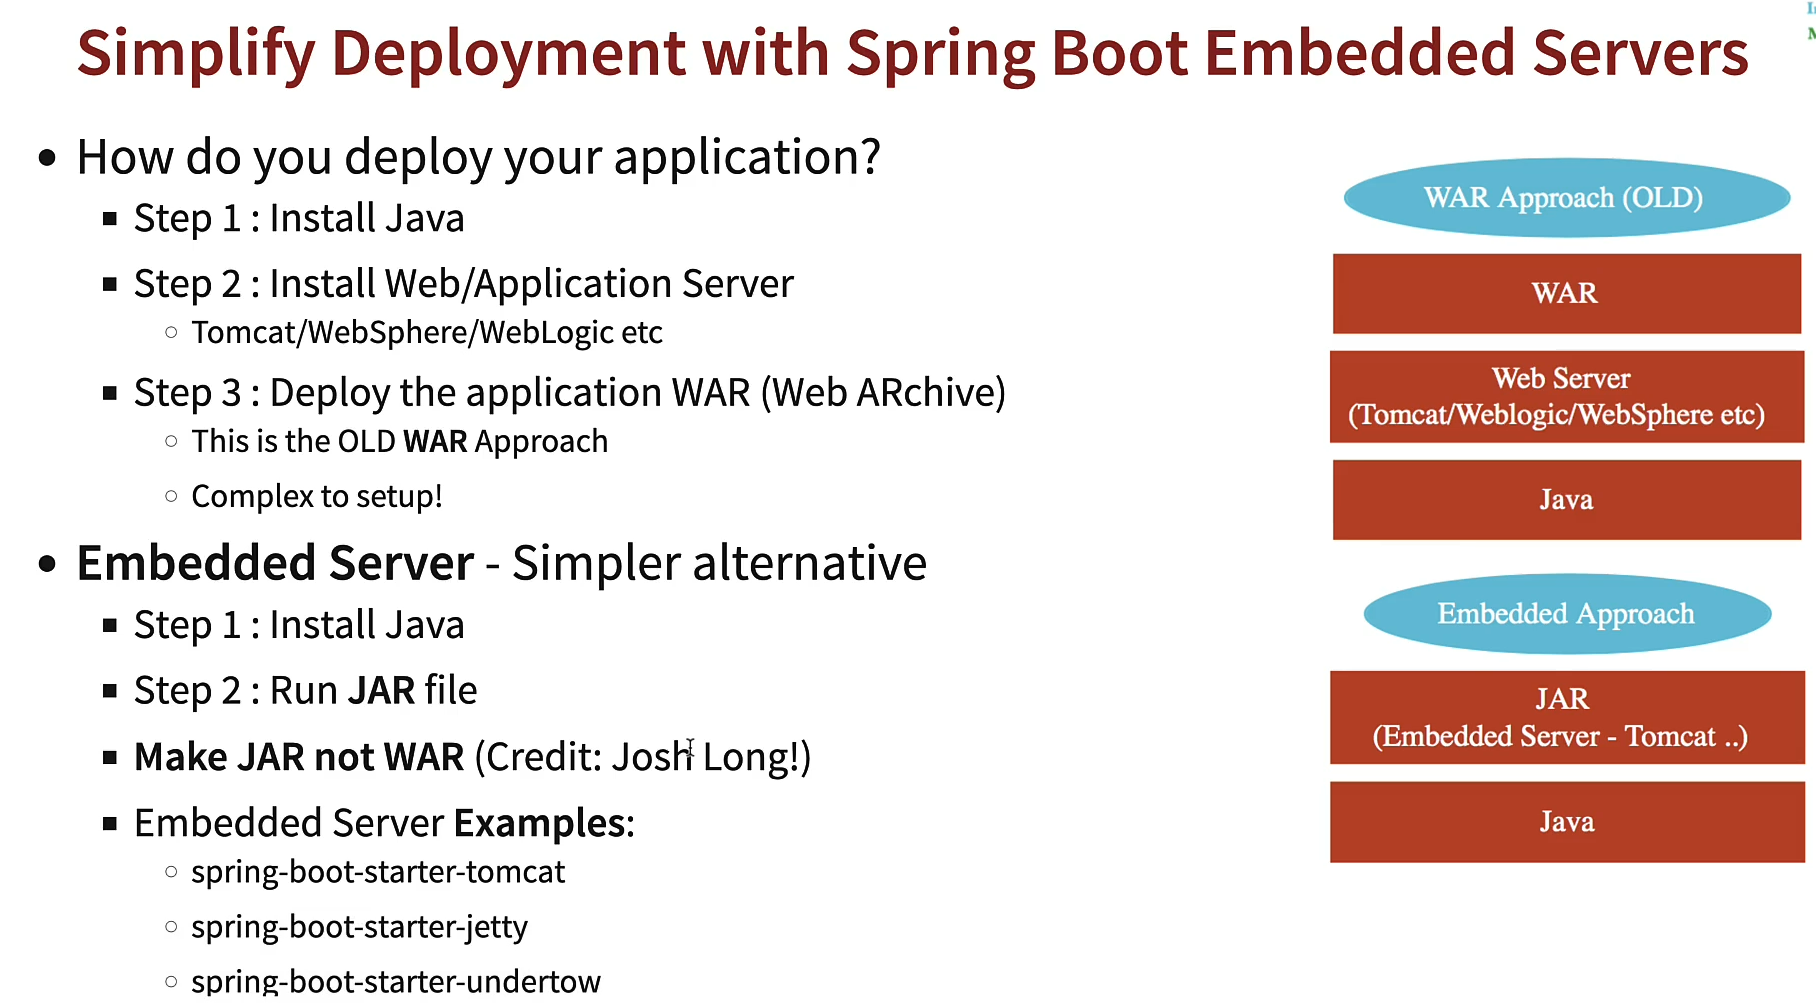 Simplify Deployment with Spring Boot Embedded Servers
How do you deploy your application?
Step 1 : Install Java
Step 2 : Install Web/Application Server
Tomcat/WebSphere/WebLogic etc
Step 3 : Deploy the application WAR (Web ARchive)
This is the OLD WAR Approach
Complex to setup!
Embedded Server - Simpler alternative
Step 1 : Install Java
Step 2 : Run JAR file
Make JAR not WAR (Credit: Josh Long!)
Embedded Server Examples:
spring-boot-starter-tomcat
spring-boot-starter-jetty
spring-boot-starter-undertow
WAR Approach (OLD)
WAR
Web Server
(Tomcat/Weblogic/WebSphere etc)
Java
Embedded Approach
JAR
(Embedded Server - Tomcat ..)
Java